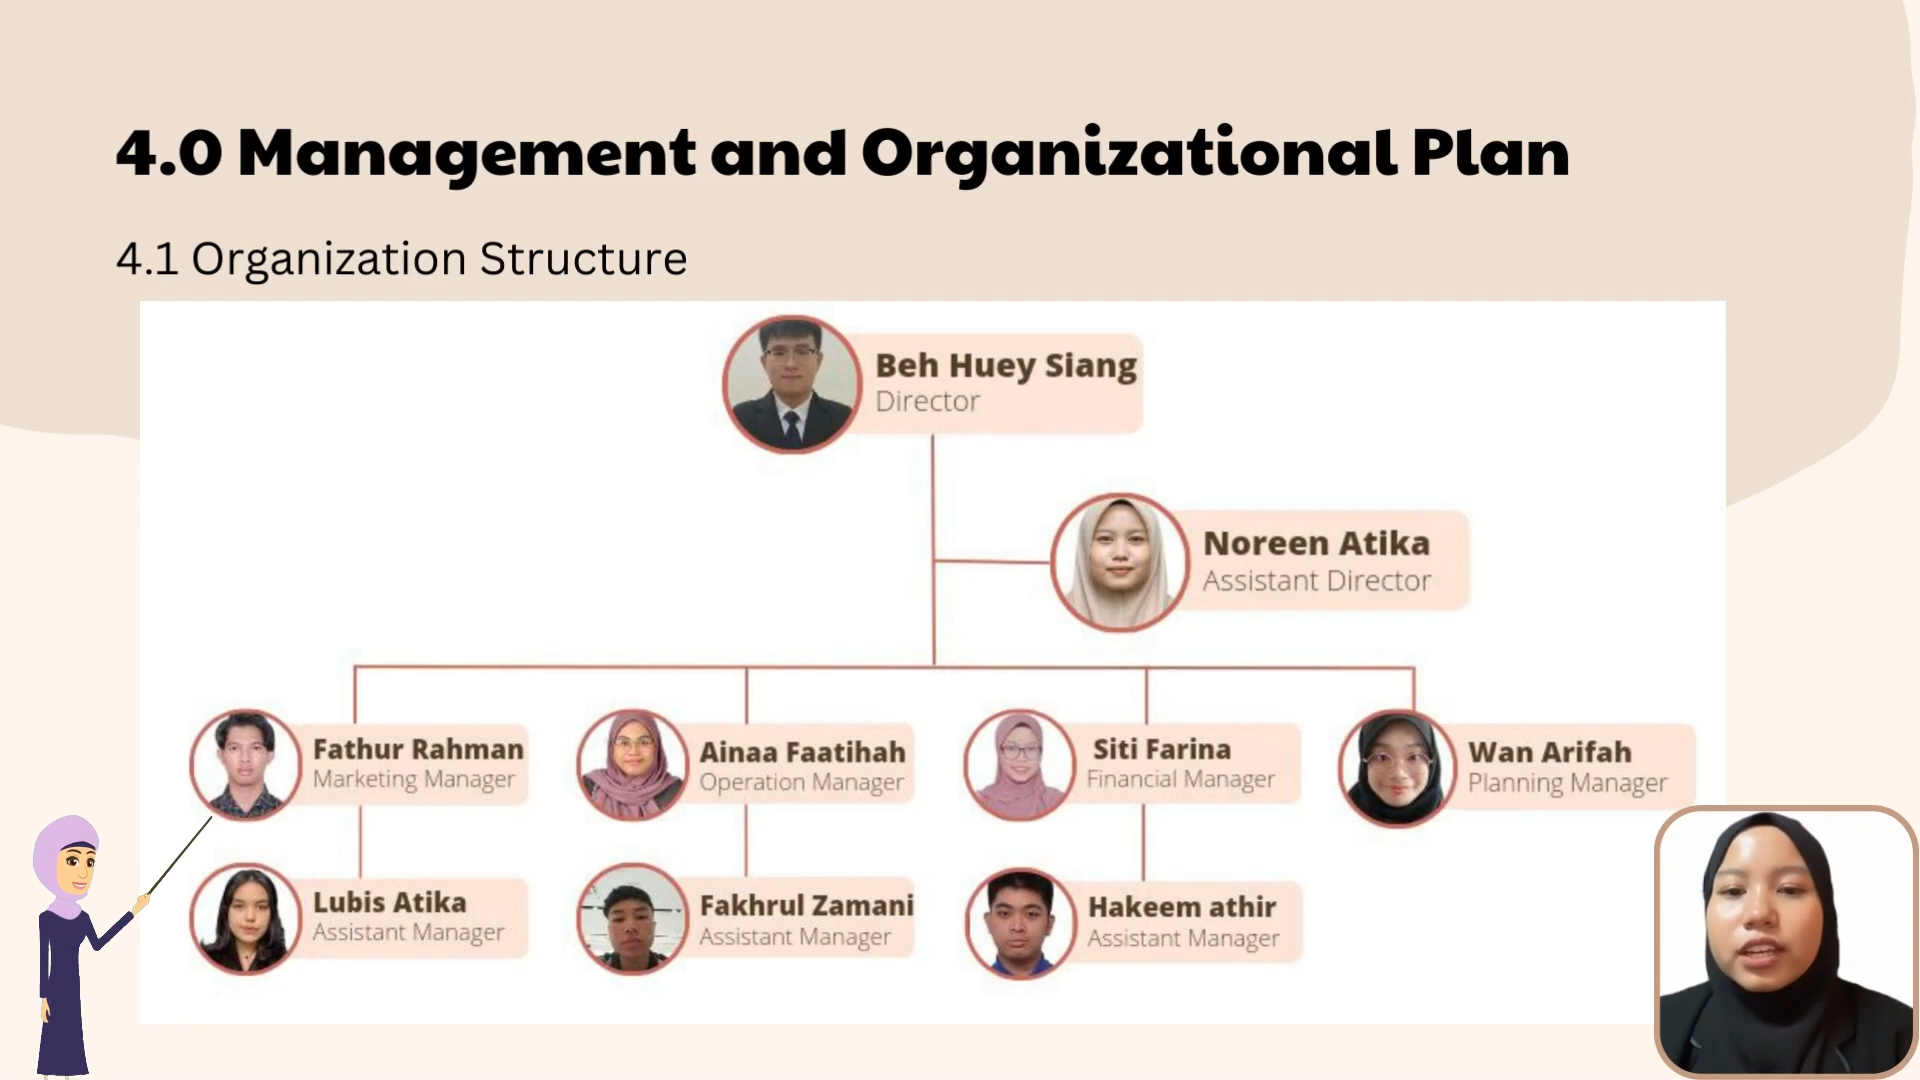 4.0 Management and Organizational Plan
4.1 Organization Structure
Beh Huey Siang
Director
Noreen Atika
Assistant Director
Fathur Rahman
Marketing Manager
Ainaa Faatihah
Operation Manager
Siti Farina
Financial Manager
Wan Arifah
Planning Manager
Lubis Atika
Assistant Manager
Fakhrul Zamani
Assistant Manager
Hakeem athir
Assistant Manager